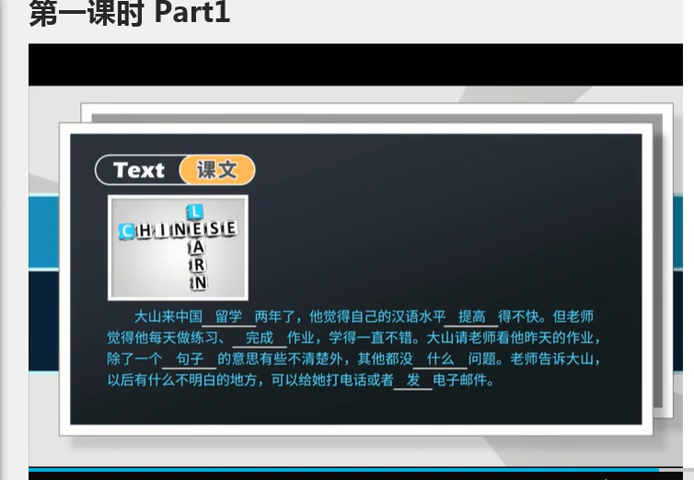 第一课时 Part1
Text 课文
L
CHINESE
A
R
N
大山来中国 留学 两年了，他觉得自己的汉语水平 提高 得不快。但老师
觉得他每天做练习、 完成 作业，学得一直不错。大山请老师看他昨天的作业，
除了一个 句子 的意思有些不清楚外，其他都没 什么 问题。老师告诉大山，
以后有什么不明白的地方，可以给她打电话或者 发 电子邮件。